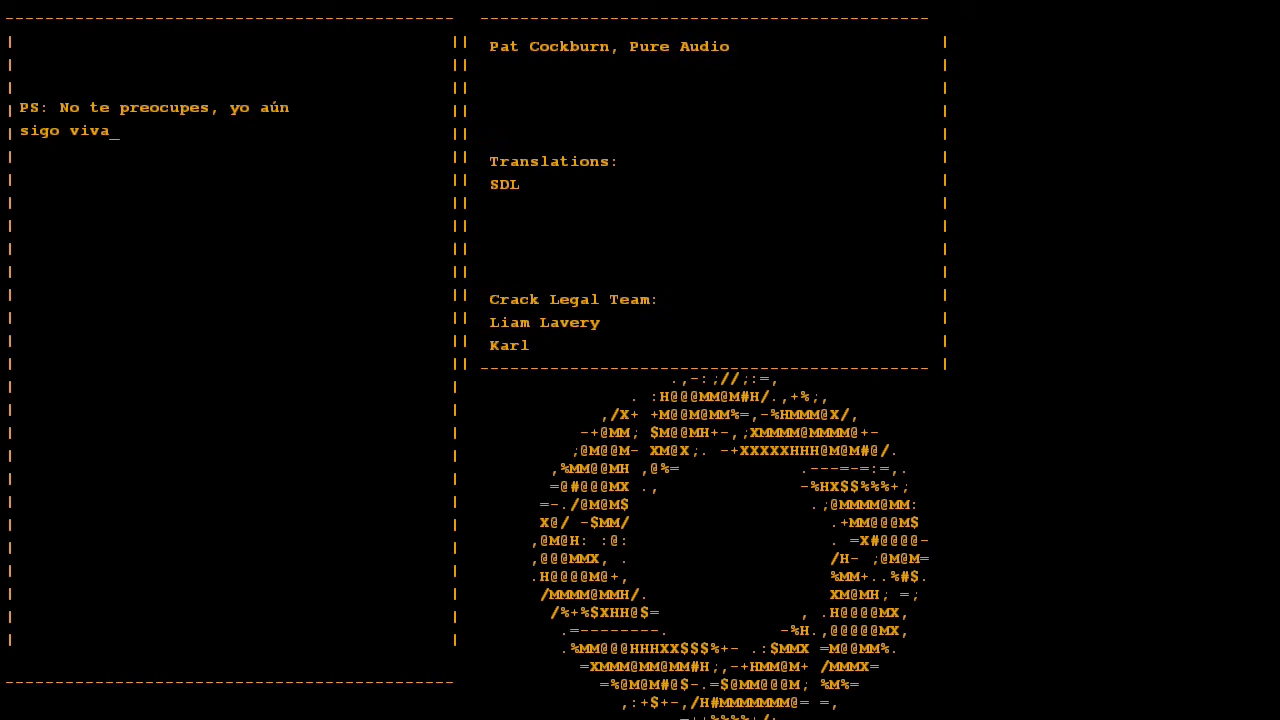 PS: No te preocupes, yo aún
sigo viva_
Pat Cockburn, Pure Audio
Translations:
SDL
Crack Legal Team:
Liam Lavery
Karl